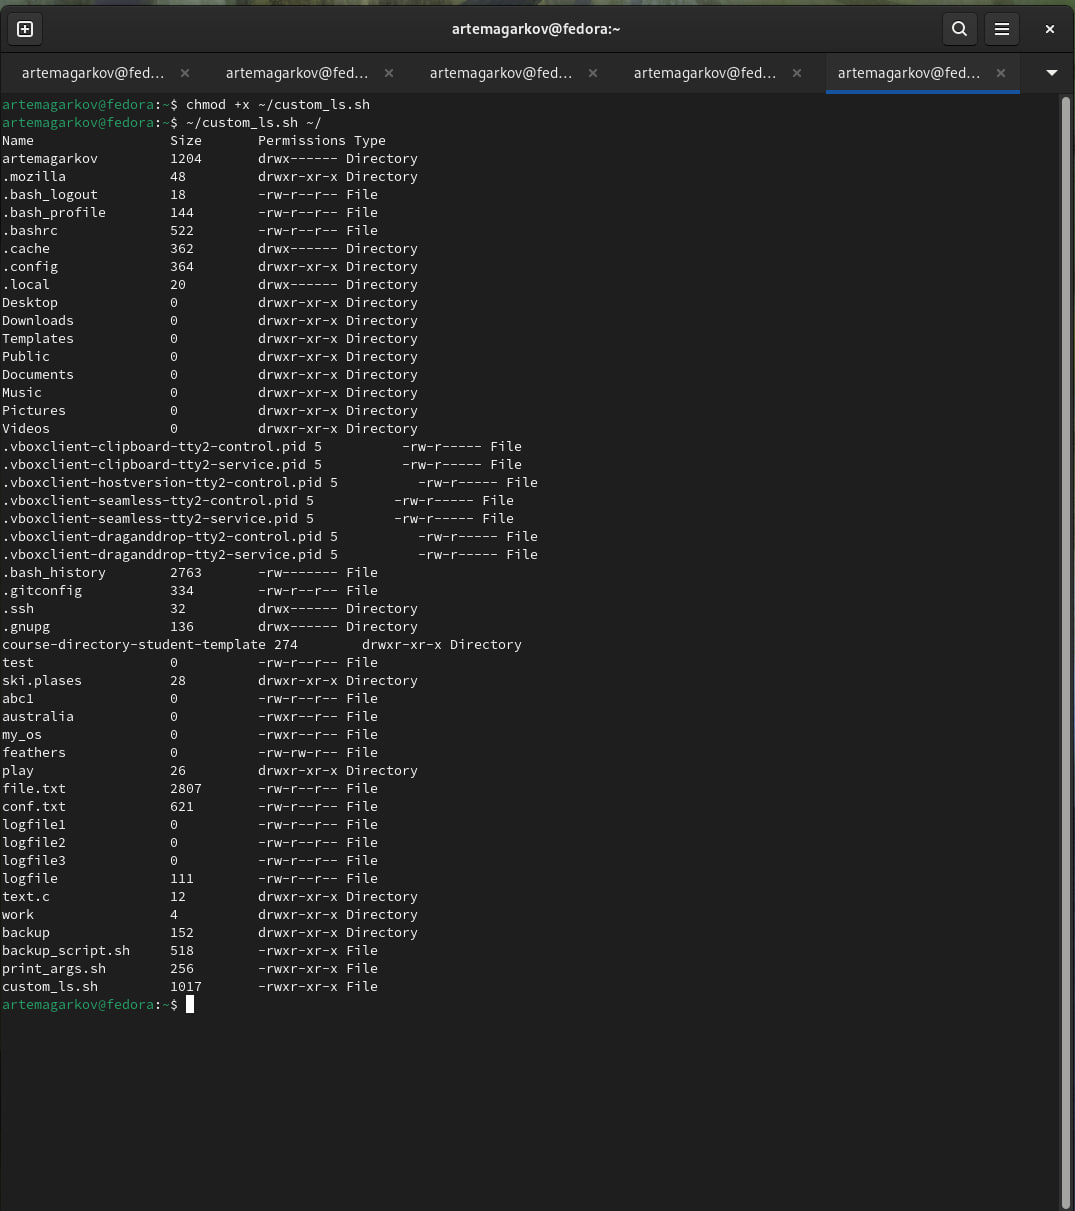 artemagarkov@fedora:~
artemagarkov@fed... × artemagarkov@fed... × artemagarkov@fed... × artemagarkov@fed... × artemagarkov@fed... ×
artemagarkov@fedora:~$ chmod +x ~/custom_ls.sh
artemagarkov@fedora:~$ ~/custom_ls.sh ~/
Name                 Size       Permissions Type
artemagarkov         1204       drwx------ Directory
.mozilla             48         drwxr-xr-x Directory
.bash_logout         18         -rw-r--r-- File
.bash_profile        144        -rw-r--r-- File
.bashrc              522        -rw-r--r-- File
.cache               362        drwx------ Directory
.config              364        drwxr-xr-x Directory
.local               20         drwx------ Directory
Desktop              0          drwxr-xr-x Directory
Downloads            0          drwxr-xr-x Directory
Templates            0          drwxr-xr-x Directory
Public               0          drwxr-xr-x Directory
Documents            0          drwxr-xr-x Directory
Music                0          drwxr-xr-x Directory
Pictures             0          drwxr-xr-x Directory
Videos               0          drwxr-xr-x Directory
.vboxclient-clipboard-tty2-control.pid 5          -rw-r----- File
.vboxclient-clipboard-tty2-service.pid 5          -rw-r----- File
.vboxclient-hostversion-tty2-control.pid 5          -rw-r----- File
.vboxclient-seamless-tty2-control.pid 5          -rw-r----- File
.vboxclient-seamless-tty2-service.pid 5          -rw-r----- File
.vboxclient-draganddrop-tty2-control.pid 5          -rw-r----- File
.vboxclient-draganddrop-tty2-service.pid 5          -rw-r----- File
.bash_history        2763       -rw------- File
.gitconfig           334        -rw-r--r-- File
.ssh                 32         drwx------ Directory
.gnupg               136        drwx------ Directory
course-directory-student-template 274        drwxr-xr-x Directory
test                 0          -rw-r--r-- File
ski.plases           28         drwxr-xr-x Directory
abc1                 0          -rw-r--r-- File
australia            0          -rwxr--r-- File
my_os                0          -rwxr--r-- File
feathers             0          -rw-rw-r-- File
play                 26         drwxr-xr-x Directory
file.txt             2807       -rw-r--r-- File
conf.txt             621        -rw-r--r-- File
logfile1             0          -rw-r--r-- File
logfile2             0          -rw-r--r-- File
logfile3             0          -rw-r--r-- File
logfile              111        -rw-r--r-- File
text.c               12         drwxr-xr-x Directory
work                 4          drwxr-xr-x Directory
backup               152        drwxr-xr-x Directory
backup_script.sh     518        -rwxr-xr-x File
print_args.sh        256        -rwxr-xr-x File
custom_ls.sh         1017       -rwxr-xr-x File
artemagarkov@fedora:~$